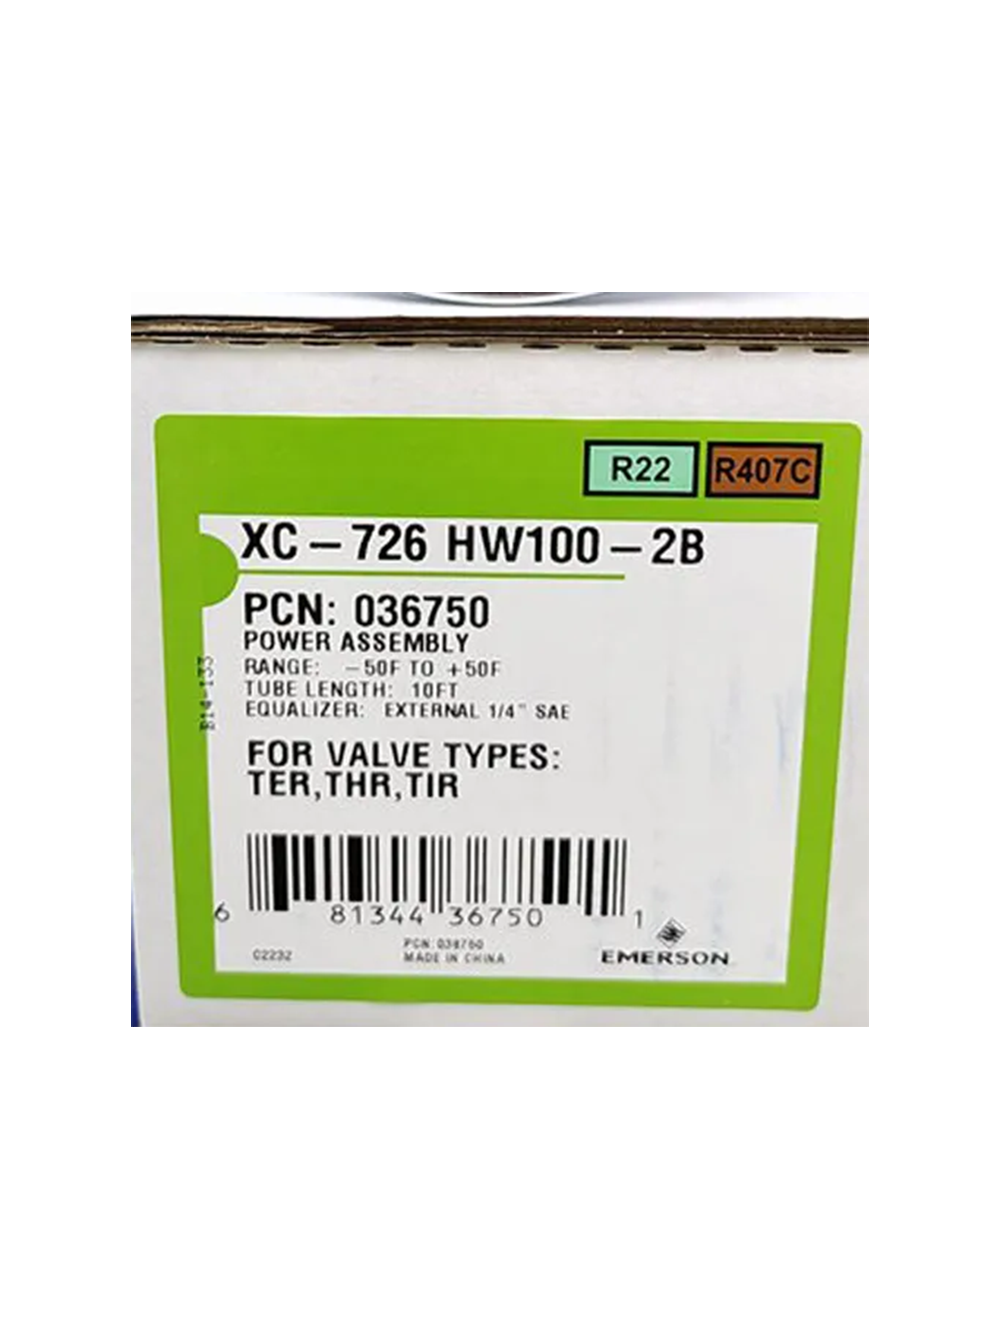 R22 R407C
XC-726 HW100-2B
PCN: 036750
POWER ASSEMBLY
RANGE: -50F TO +50F
TUBE LENGTH: 10FT
EQUALIZER: EXTERNAL 1/4" SAE
B14-133
FOR VALVE TYPES:
TER,THR,TIR
6 81344 36750 1
PCN: 036750
C2232 MADE IN CHINA
EMERSON